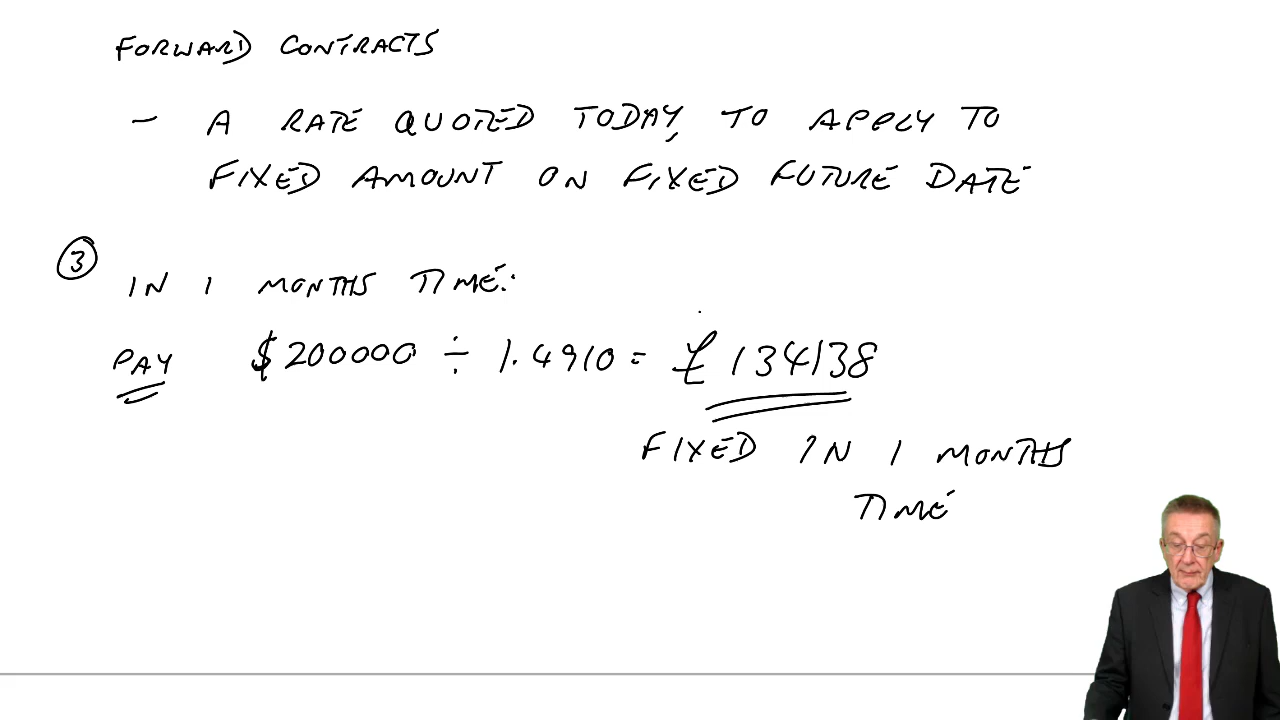 FORWARD CONTRACTS
- A RATE QUOTED TODAY, TO APPLY TO
FIXED AMOUNT ON FIXED FUTURE DATE
3
IN 1 MONTHS TIME:
PAY $200000 ÷ 1.4910 = £134138
FIXED IN 1 MONTHS
TIME